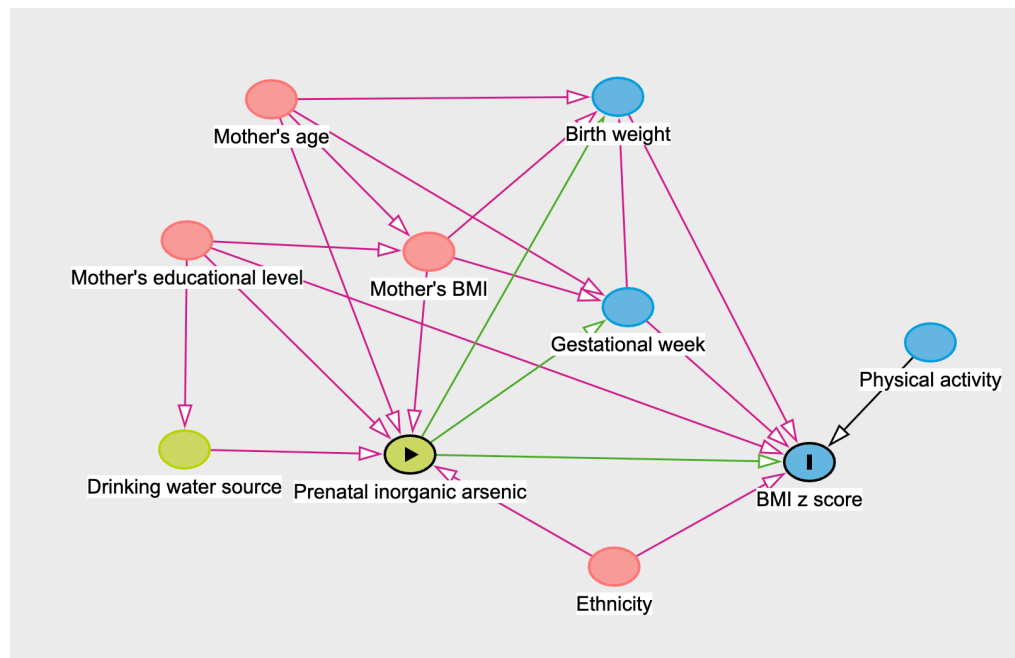 Mother's age
Birth weight
Mother's educational level
Mother's BMI
Gestational week
Physical activity
Drinking water source
Prenatal inorganic arsenic
BMI z score
Ethnicity